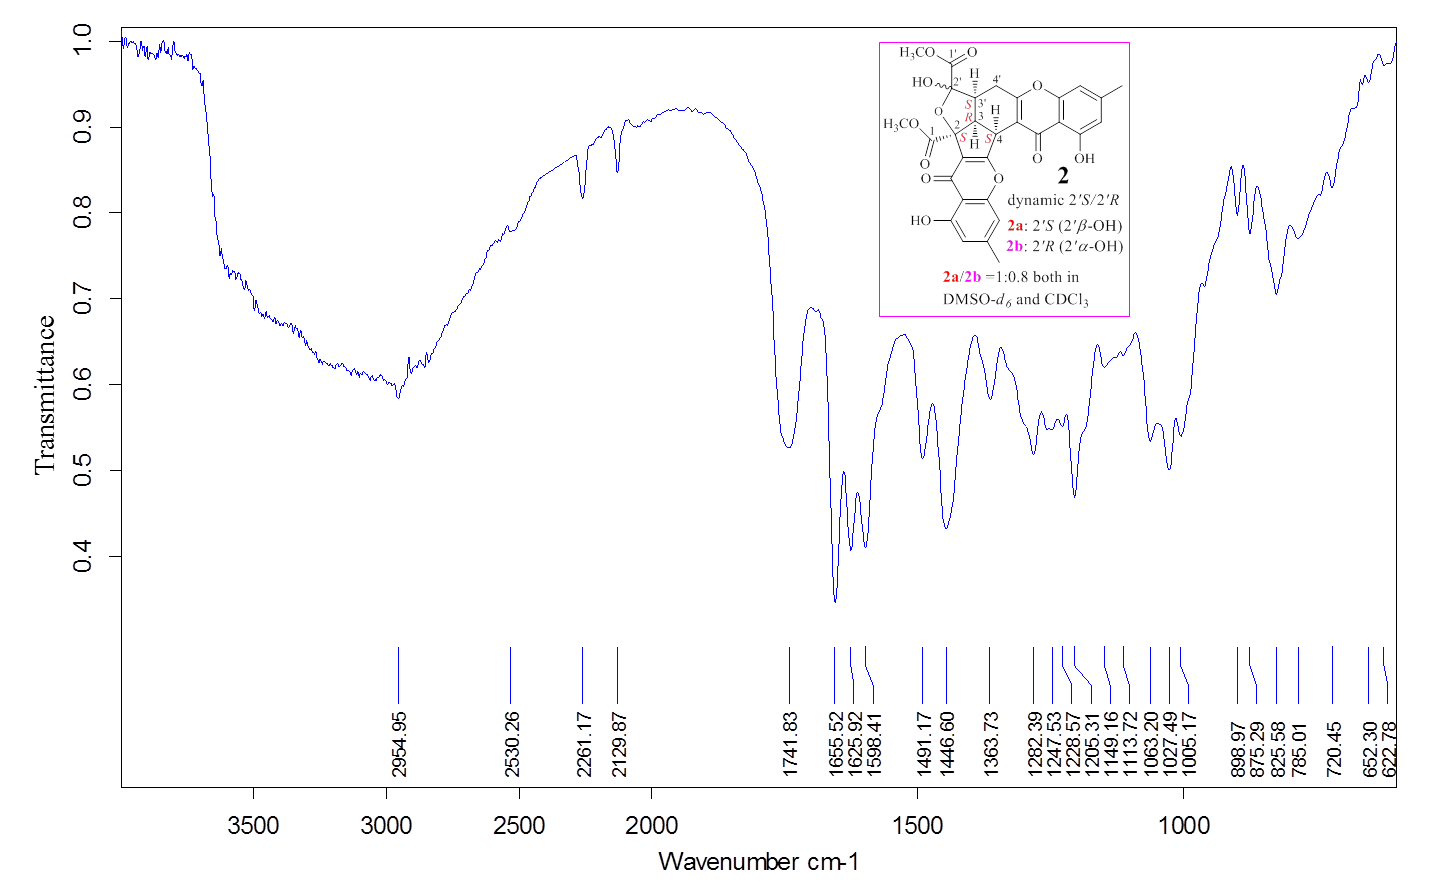 1.0
0.9
0.8
0.7
0.6
0.5
0.4
Transmittance
H₃CO
1'
O
HO
2'
H
4'
O
3'
S
H
O
R
3
H₃CO
1
2
S
H
S
4
O
O
OH
O
O
HO
2
dynamic 2'S/2'R
2a: 2'S (2'β-OH)
2b: 2'R (2'α-OH)
2a/2b =1:0.8 both in
DMSO-d₆ and CDCl₃
2954.95
2530.26
2261.17
2129.87
1741.83
1655.52
1625.92
1598.41
1491.17
1446.60
1363.73
1282.39
1247.53
1228.57
1205.31
1149.16
1113.72
1063.20
1027.49
1005.17
898.97
875.29
825.58
785.01
720.45
652.30
622.78
3500
3000
2500
2000
1500
1000
Wavenumber cm-1